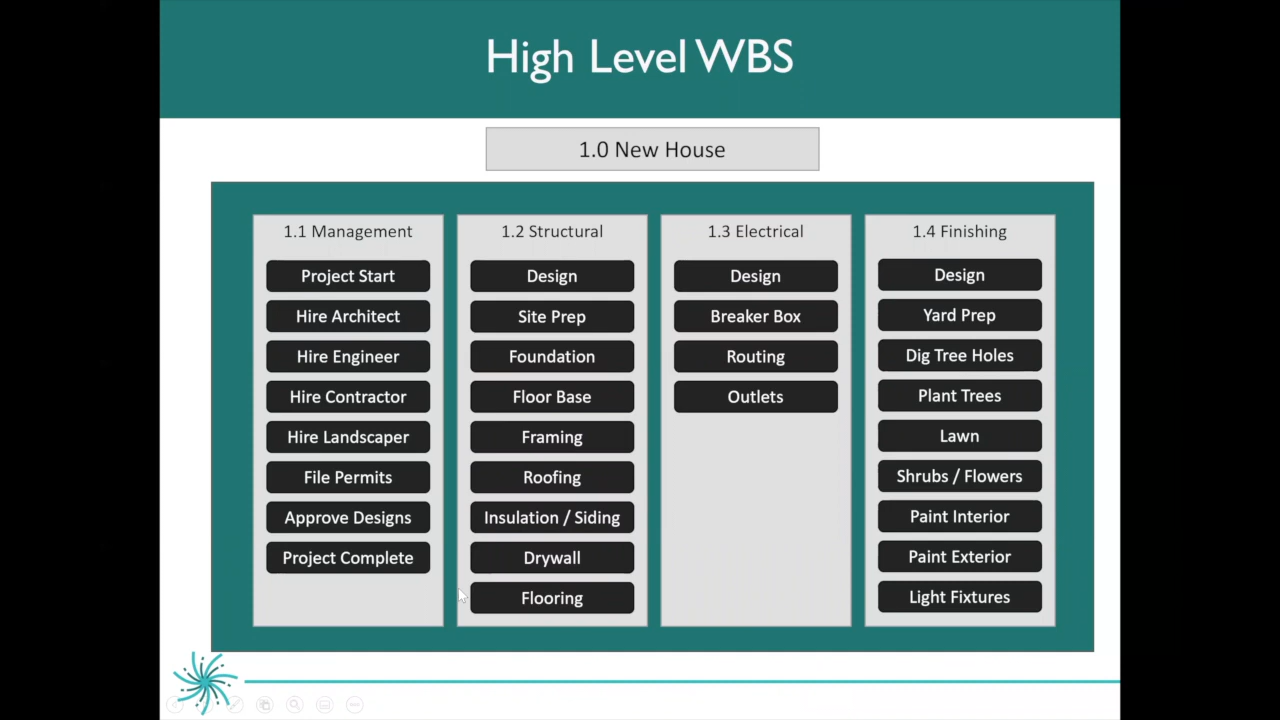 High Level WBS
1.0 New House
1.1 Management
Project Start
Hire Architect
Hire Engineer
Hire Contractor
Hire Landscaper
File Permits
Approve Designs
Project Complete
1.2 Structural
Design
Site Prep
Foundation
Floor Base
Framing
Roofing
Insulation / Siding
Drywall
Flooring
1.3 Electrical
Design
Breaker Box
Routing
Outlets
1.4 Finishing
Design
Yard Prep
Dig Tree Holes
Plant Trees
Lawn
Shrubs / Flowers
Paint Interior
Paint Exterior
Light Fixtures